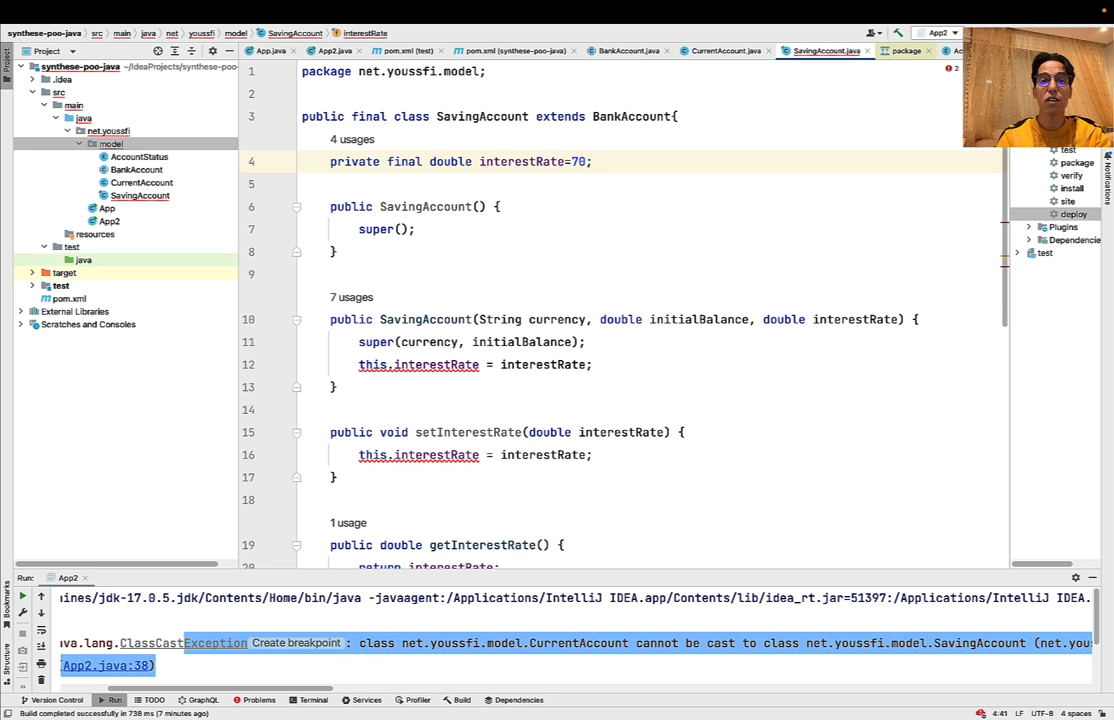 synthese-poo-java › src › main › java › net › youssfi › model › SavingAccount › interestRate
App2
Project
App.java
App2.java
pom.xml (test)
pom.xml (synthese-poo-java)
BankAccount.java
CurrentAccount.java
SavingAccount.java
package
Project
synthese-poo-java ~/IdeaProjects/synthese-poo-
.idea
src
main
java
net.youssfi
model
AccountStatus
BankAccount
CurrentAccount
SavingAccount
App
App2
resources
test
java
target
test
pom.xml
External Libraries
Scratches and Consoles
1 package net.youssfi.model;
2
3 public final class SavingAccount extends BankAccount{
4 usages
4 private final double interestRate=70;
5
6 public SavingAccount() {
7 super();
8 }
9
7 usages
10 public SavingAccount(String currency, double initialBalance, double interestRate) {
11 super(currency, initialBalance);
12 this.interestRate = interestRate;
13 }
14
15 public void setInterestRate(double interestRate) {
16 this.interestRate = interestRate;
17 }
18
1 usage
19 public double getInterestRate() {
20 return interestRate;
2
test
package
verify
install
site
deploy
Plugins
Dependencie
test
Notifications
Bookmarks
Structure
Run: App2
ines/jdk-17.0.5.jdk/Contents/Home/bin/java -javaagent:/Applications/IntelliJ IDEA.app/Contents/lib/idea_rt.jar=51397:/Applications/IntelliJ IDEA.
va.lang.ClassCastException Create breakpoint : class net.youssfi.model.CurrentAccount cannot be cast to class net.youssfi.model.SavingAccount (net.you
App2.java:38)
Version Control
Run
TODO
GraphQL
Problems
Terminal
Services
Profiler
Build
Dependencies
Build completed successfully in 738 ms (7 minutes ago)
4:41 LF UTF-8 4 spaces